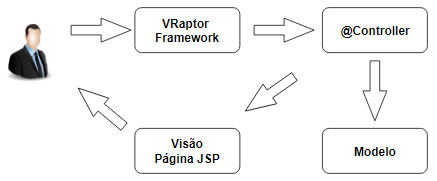 VRaptor
Framework
@Controller
Visão
Página JSP
Modelo